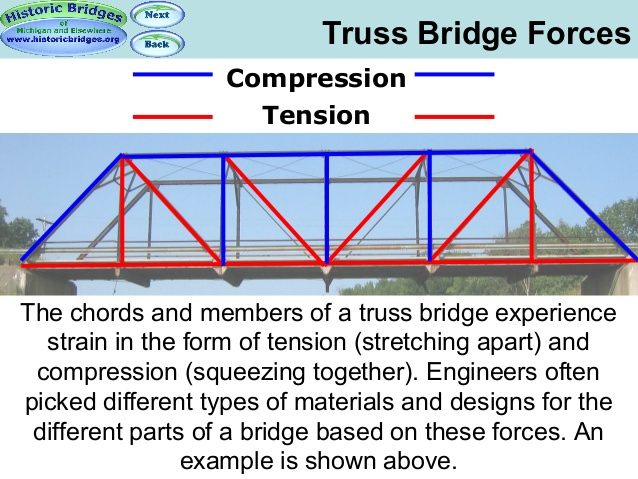 Historic Bridges
of
Michigan and Elsewhere
www.historicbridges.org
Next
Back
Truss Bridge Forces
Compression
Tension
The chords and members of a truss bridge experience
strain in the form of tension (stretching apart) and
compression (squeezing together). Engineers often
picked different types of materials and designs for the
different parts of a bridge based on these forces. An
example is shown above.